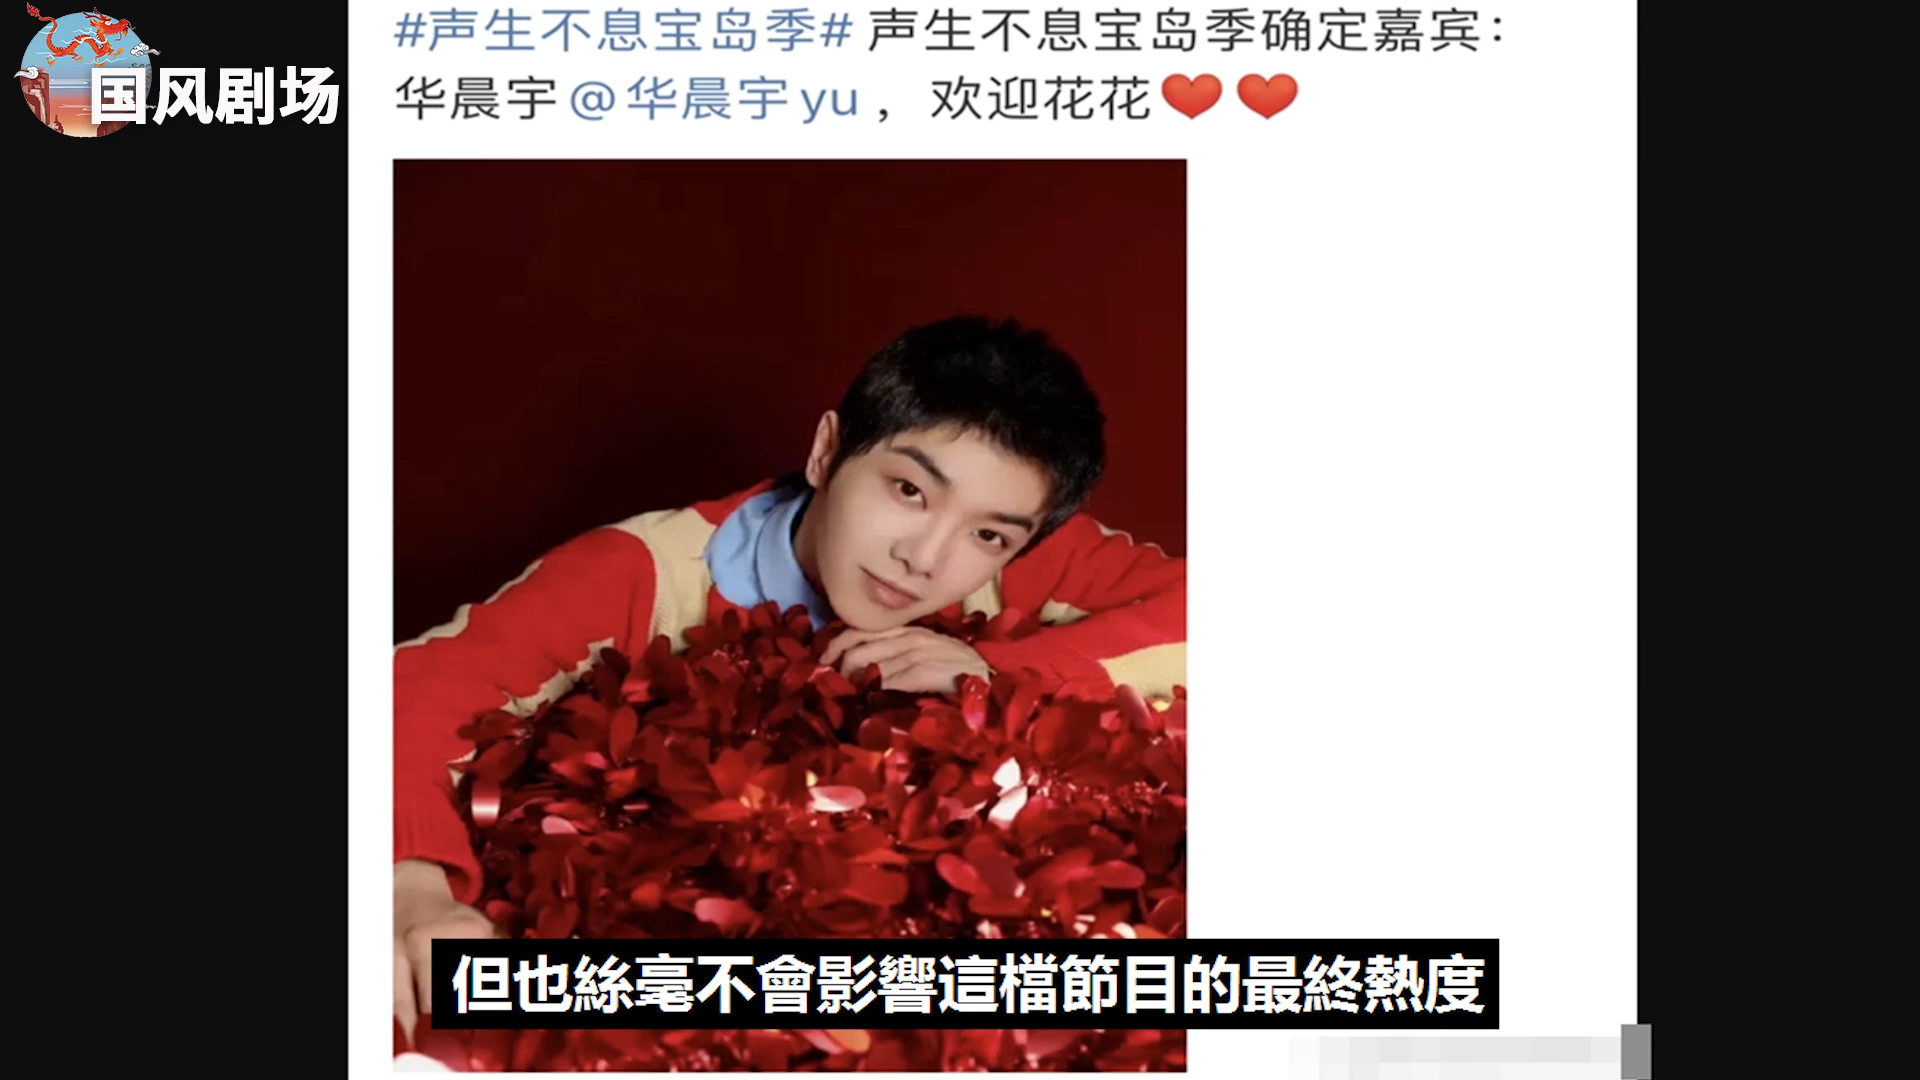 国风剧场
#声生不息宝岛季# 声生不息宝岛季确定嘉宾：
华晨宇@华晨宇yu，欢迎花花❤️❤️
但也絲毫不會影響這檔節目的最終熱度